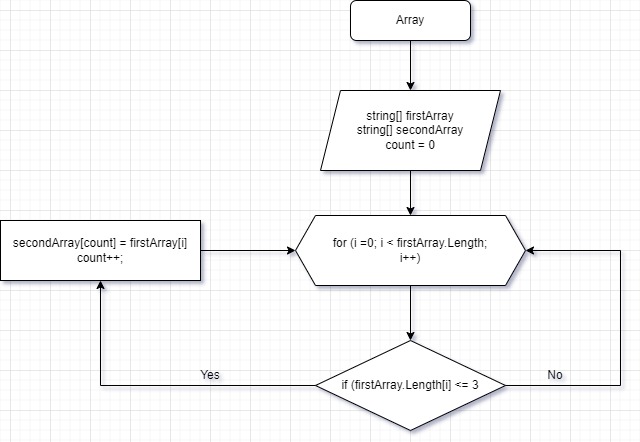 Array
string[] firstArray
string[] secondArray
count = 0
secondArray[count] = firstArray[i]
count++;
for (i =0; i < firstArray.Length;
i++)
Yes
if (firstArray.Length[i] <= 3
No